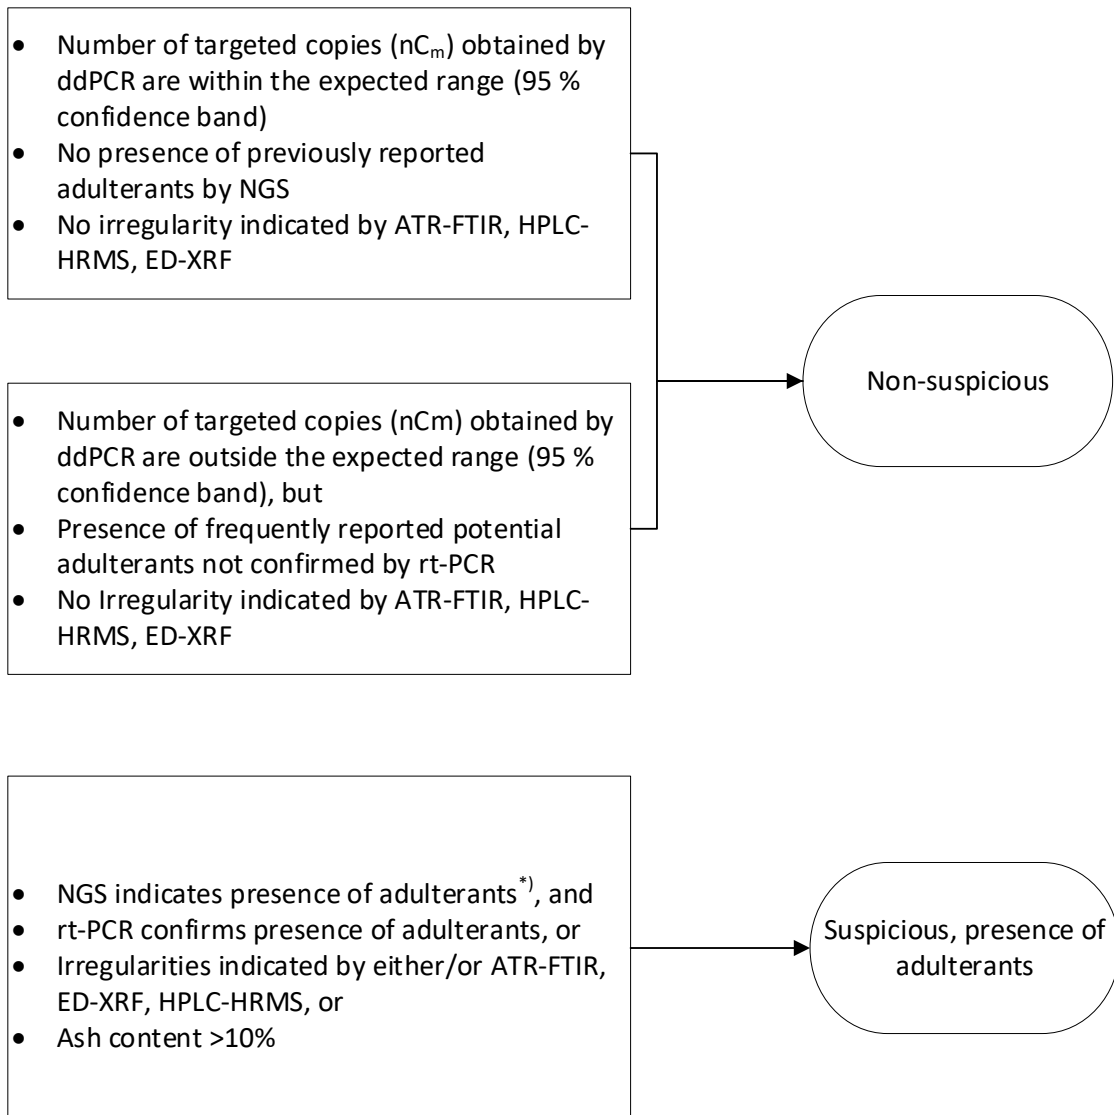 • Number of targeted copies (nCm) obtained by
ddPCR are within the expected range (95 %
confidence band)
• No presence of previously reported
adulterants by NGS
• No irregularity indicated by ATR-FTIR, HPLC-
HRMS, ED-XRF
Non-suspicious
• Number of targeted copies (nCm) obtained by
ddPCR are outside the expected range (95 %
confidence band), but
• Presence of frequently reported potential
adulterants not confirmed by rt-PCR
• No Irregularity indicated by ATR-FTIR, HPLC-
HRMS, ED-XRF
• NGS indicates presence of adulterants*), and
• rt-PCR confirms presence of adulterants, or
• Irregularities indicated by either/or ATR-FTIR,
ED-XRF, HPLC-HRMS, or
• Ash content >10%
Suspicious, presence of
adulterants